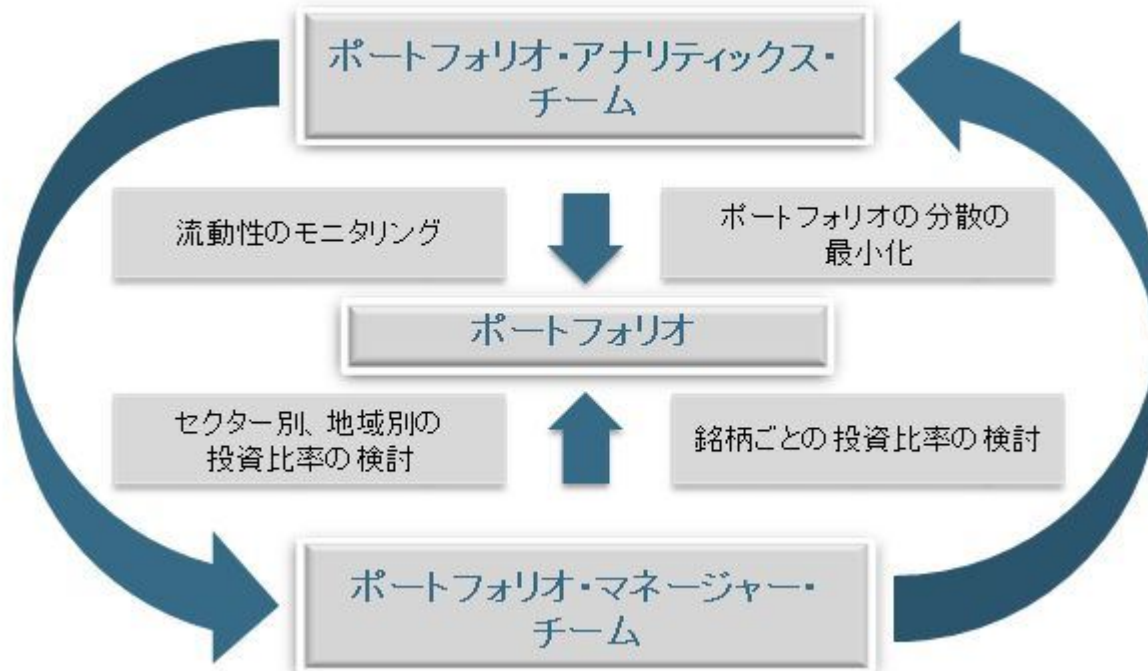 ポートフォリオ・アナリティックス・
チーム
流動性のモニタリング
ポートフォリオの分散の
最小化
ポートフォリオ
セクター別、地域別の
投資比率の検討
銘柄ごとの投資比率の検討
ポートフォリオ・マネージャー・
チーム